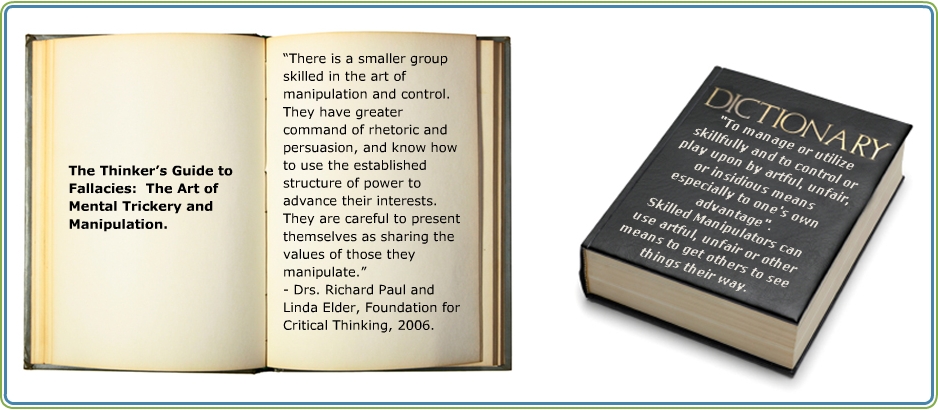 The Thinker’s Guide to
Fallacies:  The Art of
Mental Trickery and
Manipulation.
“There is a smaller group
skilled in the art of
manipulation and control.
They have greater
command of rhetoric and
persuasion, and know how
to use the established
structure of power to
advance their interests.
They are careful to present
themselves as sharing the
values of those they
manipulate.”
- Drs. Richard Paul and
Linda Elder, Foundation for
Critical Thinking, 2006.
DICTIONARY
"To manage or utilize
skillfully and to control or
play upon by artful, unfair,
or insidious means
especially to one's own
advantage".
Skilled Manipulators can
use artful, unfair or other
means to get others to see
things their way.